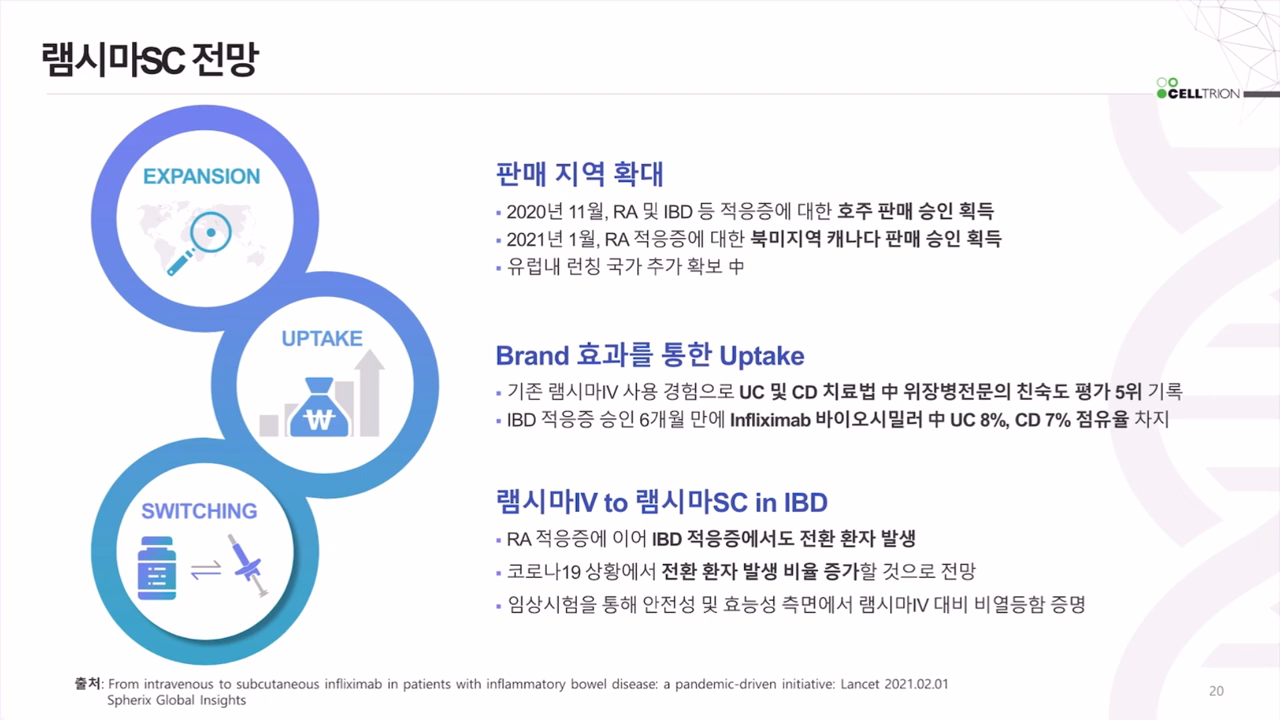 램시마SC 전망
CELLTRION
EXPANSION
판매 지역 확대
▪ 2020년 11월, RA 및 IBD 등 적응증에 대한 호주 판매 승인 획득
▪ 2021년 1월, RA 적응증에 대한 북미지역 캐나다 판매 승인 획득
▪ 유럽내 런칭 국가 추가 확보 中
UPTAKE
₩
Brand 효과를 통한 Uptake
▪ 기존 램시마IV 사용 경험으로 UC 및 CD 치료법 中 위장병전문의 친숙도 평가 5위 기록
▪ IBD 적응증 승인 6개월 만에 Infliximab 바이오시밀러 中 UC 8%, CD 7% 점유율 차지
SWITCHING
램시마IV to 램시마SC in IBD
▪ RA 적응증에 이어 IBD 적응증에서도 전환 환자 발생
▪ 코로나19 상황에서 전환 환자 발생 비율 증가할 것으로 전망
▪ 임상시험을 통해 안전성 및 효능성 측면에서 램시마IV 대비 비열등함 증명
출처: From intravenous to subcutaneous infliximab in patients with inflammatory bowel disease: a pandemic-driven initiative: Lancet 2021.02.01
Spherix Global Insights
20